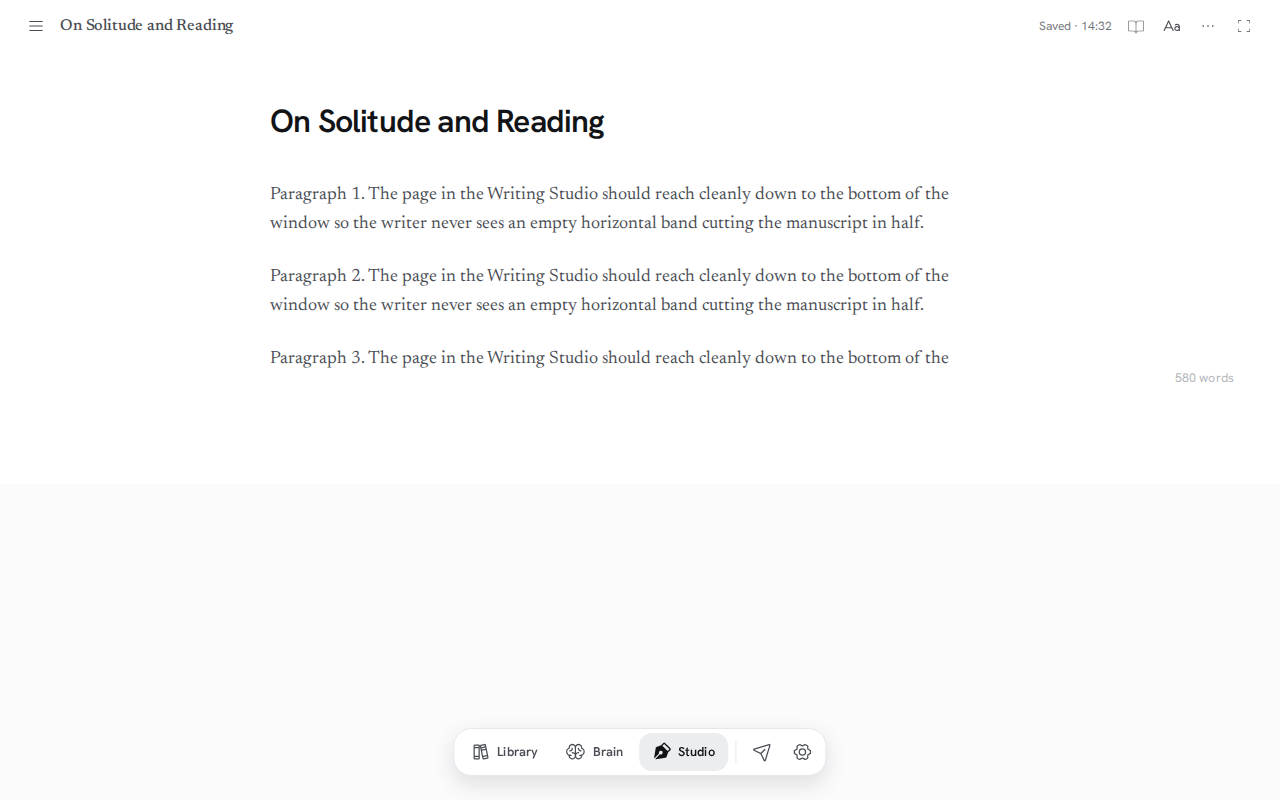 On Solitude and Reading
Saved · 14:32
Aa
On Solitude and Reading
Paragraph 1. The page in the Writing Studio should reach cleanly down to the bottom of the
window so the writer never sees an empty horizontal band cutting the manuscript in half.
Paragraph 2. The page in the Writing Studio should reach cleanly down to the bottom of the
window so the writer never sees an empty horizontal band cutting the manuscript in half.
Paragraph 3. The page in the Writing Studio should reach cleanly down to the bottom of the
580 words
Library
Brain
Studio